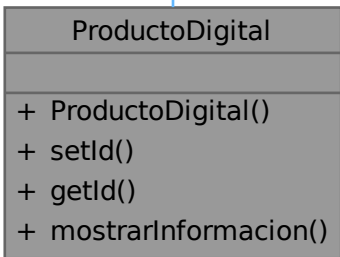 ProductoDigital
+ ProductoDigital()
+ setId()
+ getId()
+ mostrarInformacion()